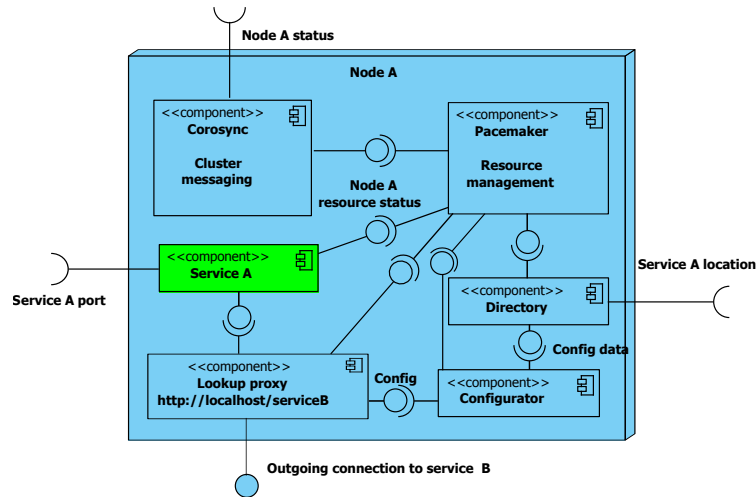 Node A status
Node A
<<component>>
Corosync
Cluster
messaging
<<component>>
Pacemaker
Resource
management
Node A
resource status
<<component>>
Service A
Service A port
Service A location
<<component>>
Directory
Config data
<<component>>
Lookup proxy
http://localhost/serviceB
Config
<<component>>
Configurator
Outgoing connection to service  B